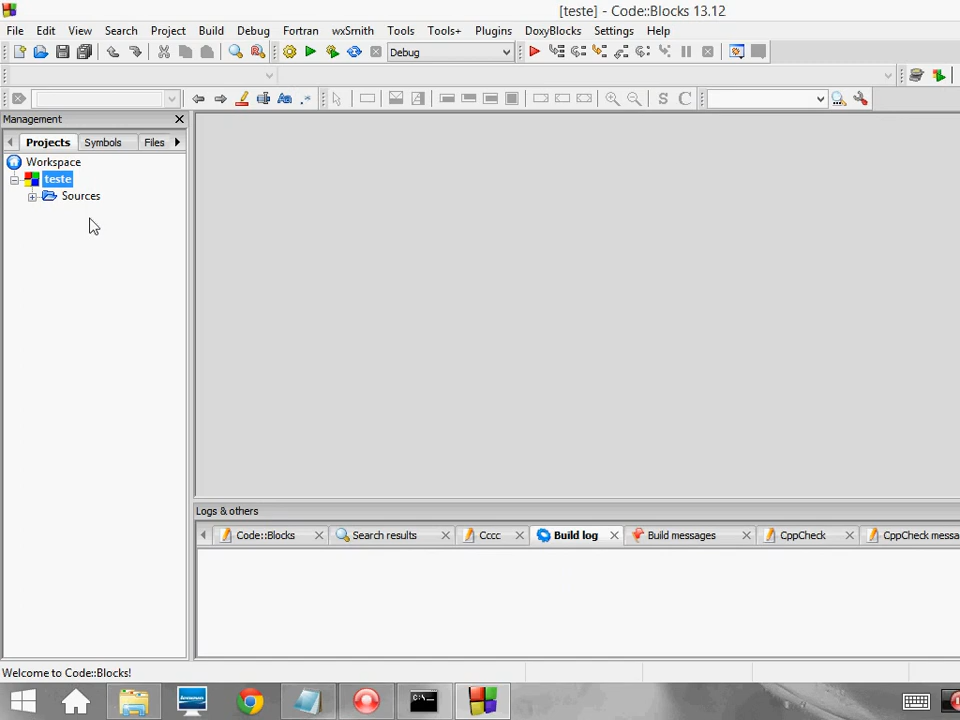 [teste] - Code::Blocks 13.12
File Edit View Search Project Build Debug Fortran wxSmith Tools Tools+ Plugins DoxyBlocks Settings Help
Debug
Management
Projects Symbols Files
Workspace
teste
Sources
Logs & others
Code::Blocks Search results Cccc Build log Build messages CppCheck CppCheck messa
Welcome to Code::Blocks!